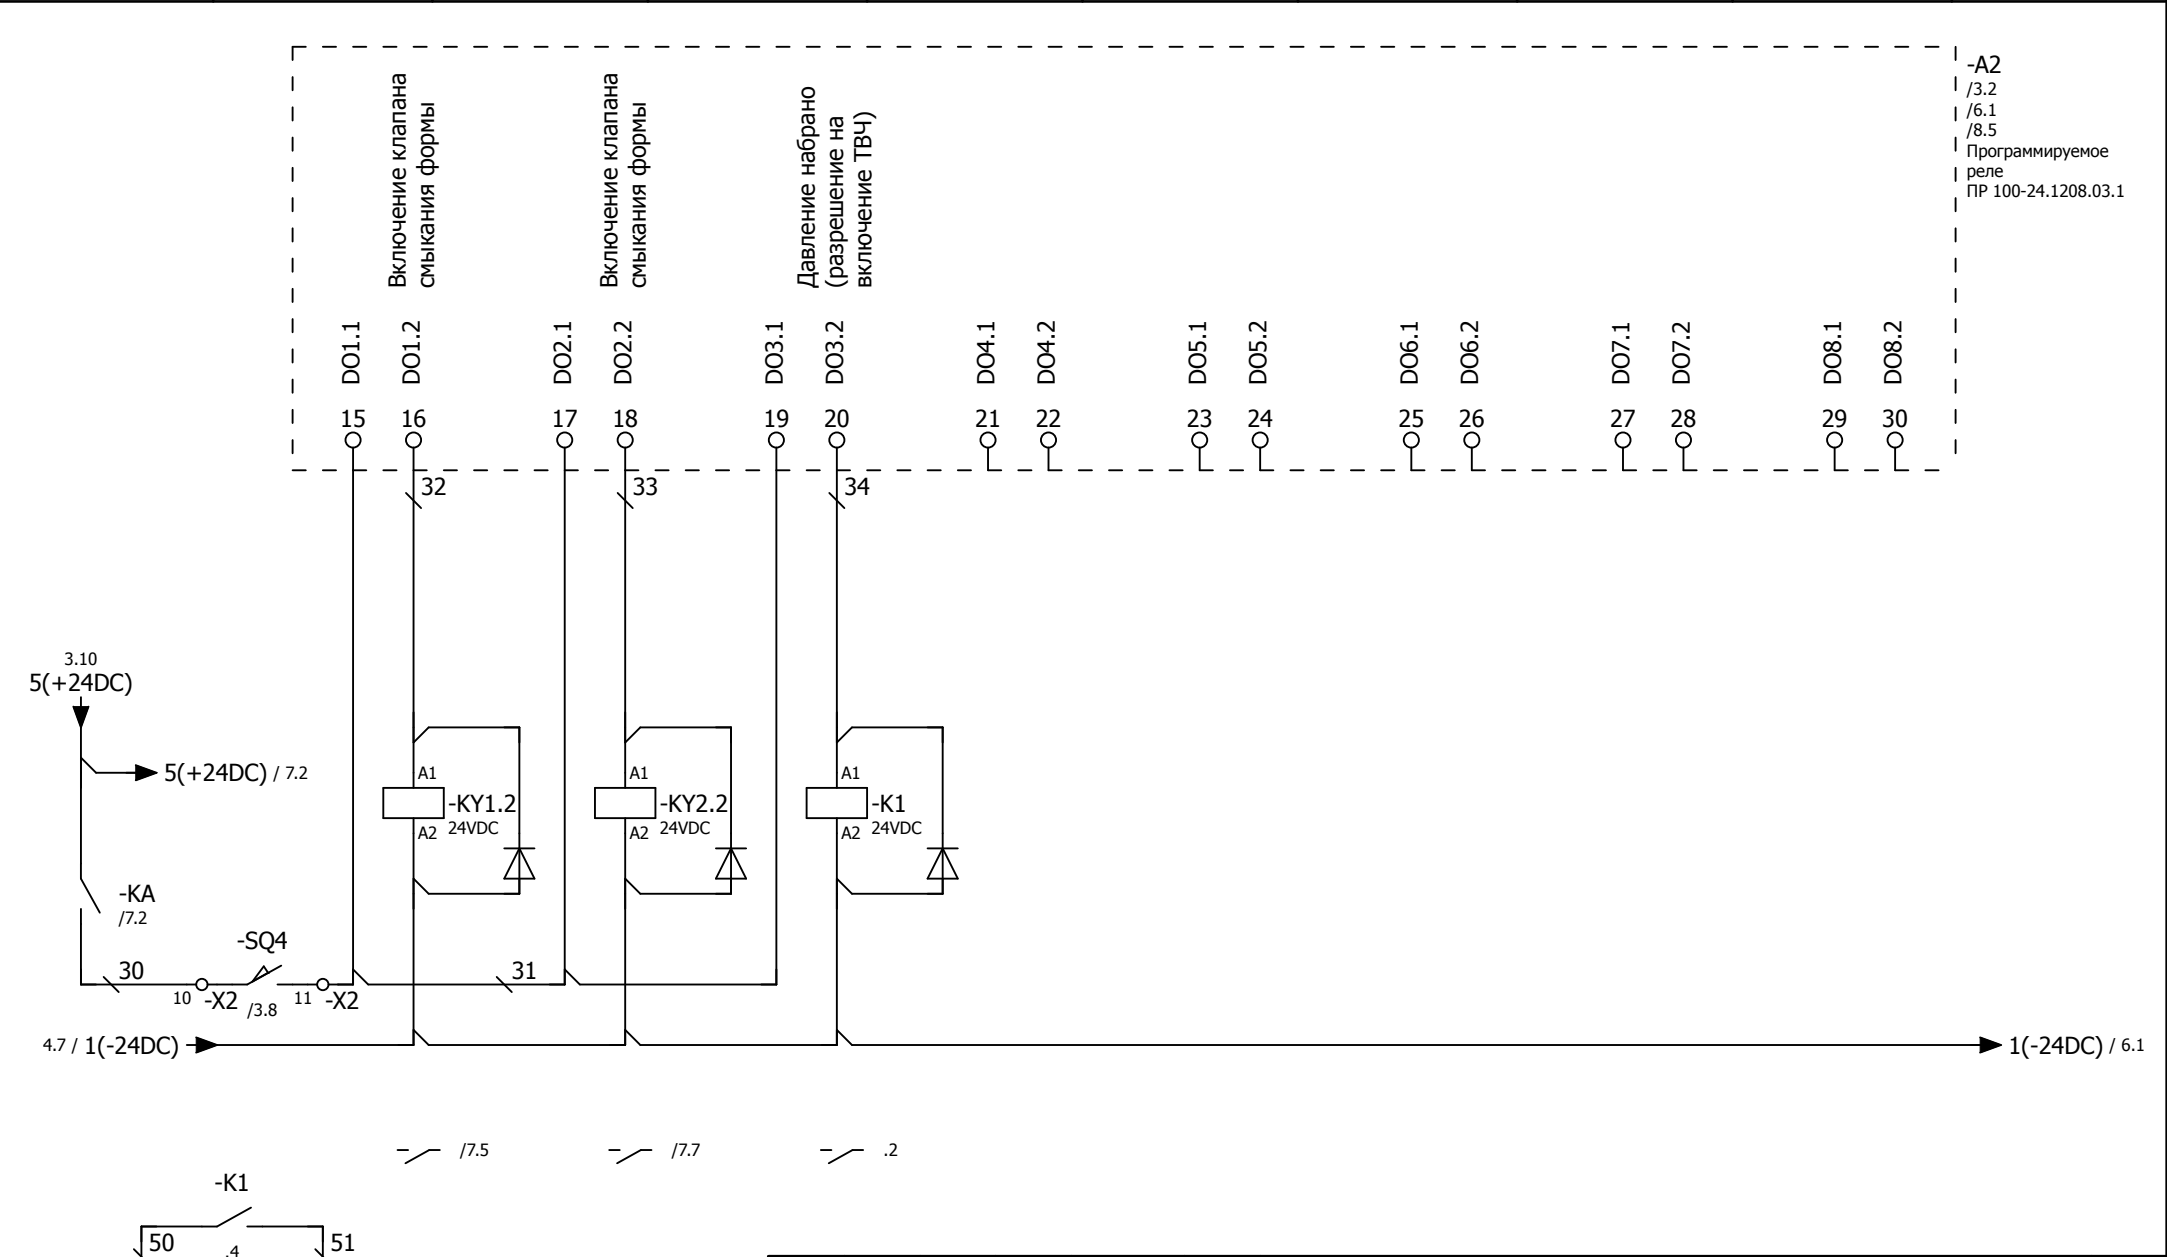 -A2
/3.2
/6.1
/8.5
Программируемое
реле
ПР 100-24.1208.03.1
Включение клапана
смыкания формы
Включение клапана
смыкания формы
Давление набрано
(разрешение на
включение ТВЧ)
DO1.1 DO1.2 DO2.1 DO2.2 DO3.1 DO3.2 DO4.1 DO4.2 DO5.1 DO5.2 DO6.1 DO6.2 DO7.1 DO7.2 DO8.1 DO8.2
15 16 17 18 19 20 21 22 23 24 25 26 27 28 29 30
32 33 34
3.10
5(+24DC)
5(+24DC) / 7.2
A1 A1 A1
-KY1.2 -KY2.2 -K1
A2 24VDC A2 24VDC A2 24VDC
-KA
/7.2
-SQ4
30 31
10 -X2 /3.8 11 -X2
4.7 / 1(-24DC) 1(-24DC) / 6.1
/7.5 /7.7 .2
-K1
50 .4 51